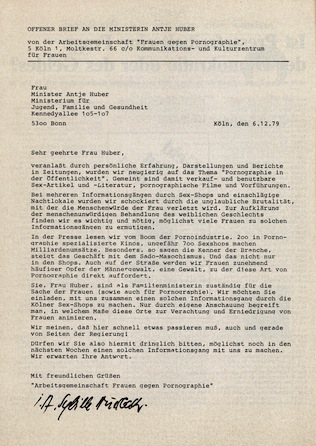 OFFENER BRIEF AN DIE MINISTERIN ANTJE HUBER
von der Arbeitsgemeinschaft "Frauen gegen Pornographie",
5 Köln 1, Moltkestr. 66 c/o Kommunikations- und Kulturzentrum
für Frauen
Frau
Minister Antje Huber
Ministerium für
Jugend, Familie und Gesundheit
Kennedyallee 105-107
5300 Bonn
Köln, den 6.12.79
Sehr geehrte Frau Huber,
veranlaßt durch persönliche Erfahrung, Darstellungen und Berichte
in Zeitungen, wurden wir neugierig auf das Thema "Pornographie in
der Öffentlichkeit". Gemeint sind damit verkauf- und benutzbare
Sex-Artikel und -Literatur, pornographische Filme und Vorführungen.
Bei mehreren Informationsgängen durch Sex-Shops und einschlägige
Nachtlokale wurden wir schockiert durch die unglaubliche Brutalität,
mit der die Menschenwürde der Frau verletzt wird. Zur Aufklärung
der menschenunwürdigen Behandlung des weiblichen Geschlechts
finden wir es wichtig und nötig, möglichst vielen Frauen zu solchen
Informationsgängen zu ermutigen.
In der Presse lesen wir vom Boom der Pornoindustrie. 200 in Porno-
graphie spezialisierte Kinos, ungefähr 700 Sexshops machen
Milliardenumsätze. Besonders, so sagen die Kenner der Branche,
steigt das Geschäft mit dem Sado-Masochismus. Und das nicht nur
in den Shops. Auch auf der Straße werden wir Frauen zunehmend
häufiger Opfer der Männergewalt, eine Gewalt, zu der diese Art von
Pornographie direkt auffordert.
Sie, Frau Huber, sind als Familienministerin zuständig für die
Sache der Frauen (sowie auch für Pornographie). Wir möchten Sie
einladen, mit uns zusammen einen solchen Informationsgang durch die
Kölner Sex-Shops zu machen. Nur durch eigene Anschauung begreift
man, in welchem Maße diese Orte zur Verachtung und Erniedrigung von
Frauen animieren.
Wir meinen, daß hier schnell etwas passieren muß, auch und gerade
von Seiten der Regierung!
Dürfen wir Sie also hiermit dringlich bitten, möglichst noch in den
nächsten Wochen einen solchen Informationsgang mit uns zu machen.
Wir erwarten Ihre Antwort.
Mit freundlichen Grüßen
"Arbeitsgemeinschaft Frauen gegen Pornographie"
i.A. Sybille